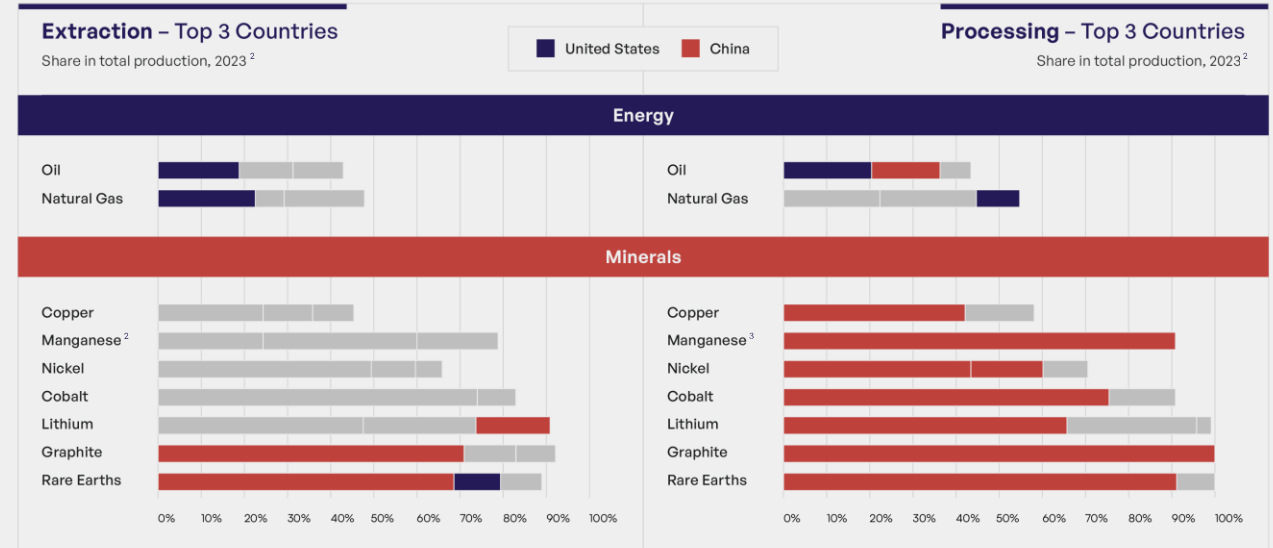 Extraction – Top 3 Countries
Share in total production, 2023 2
United States
China
Processing – Top 3 Countries
Share in total production, 2023 2
Energy
Oil
Natural Gas
Oil
Natural Gas
Minerals
Copper
Manganese 2
Nickel
Cobalt
Lithium
Graphite
Rare Earths
0% 10% 20% 30% 40% 50% 60% 70% 80% 90% 100%
Copper
Manganese 3
Nickel
Cobalt
Lithium
Graphite
Rare Earths
0% 10% 20% 30% 40% 50% 60% 70% 80% 90% 100%